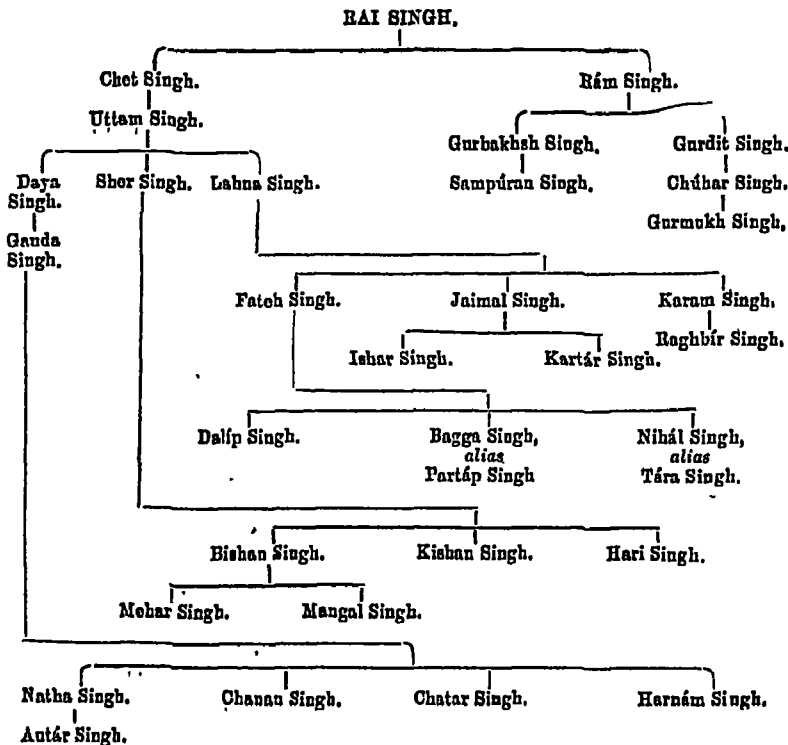 RAI SINGH.
Chet Singh. Rám Singh.
Uttam Singh.
Gurbakhsh Singh. Gurdit Singh.
Daya Singh. Sher Singh. Lahna Singh. Sampúran Singh. Chúhar Singh.
Gurmukh Singh.
Ganda Singh.
Fateh Singh. Jaimal Singh. Karam Singh.
Raghbír Singh.
Ishar Singh. Kartár Singh.
Dalíp Singh. Bagga Singh, Nihál Singh,
alias alias
Partáp Singh Tára Singh.
Bishan Singh. Kishan Singh. Hari Singh.
Mehar Singh. Mangal Singh.
Natha Singh. Chanan Singh. Chatar Singh. Harnám Singh.
Autár Singh.